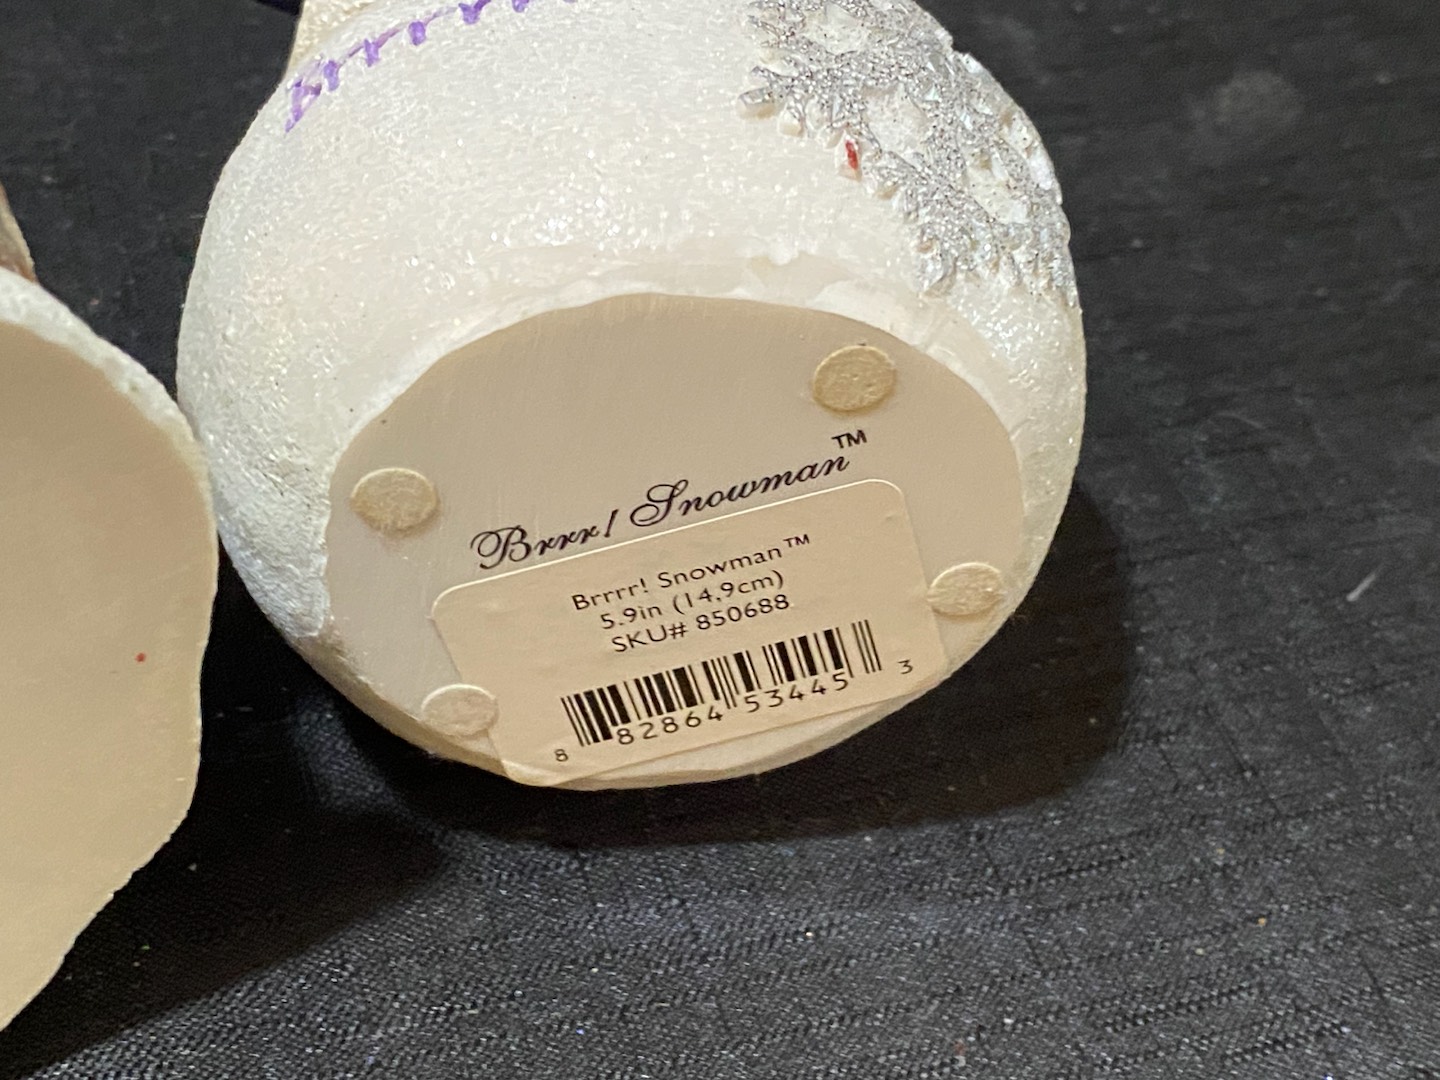 Brrr! Snowman™
Brrrr! Snowman™
5.9in (14,9cm)
SKU# 850688
8 82864 53445 3